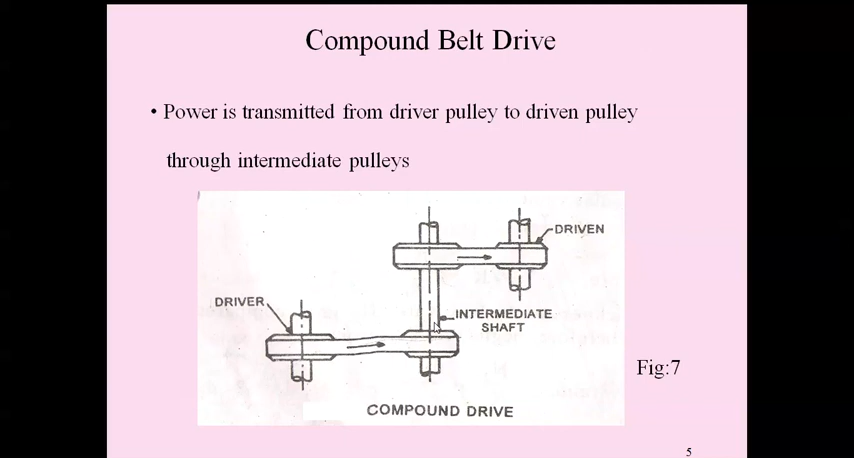 Compound Belt Drive
• Power is transmitted from driver pulley to driven pulley
through intermediate pulleys
DRIVEN
DRIVER
INTERMEDIATE
SHAFT
Fig:7
COMPOUND DRIVE
5